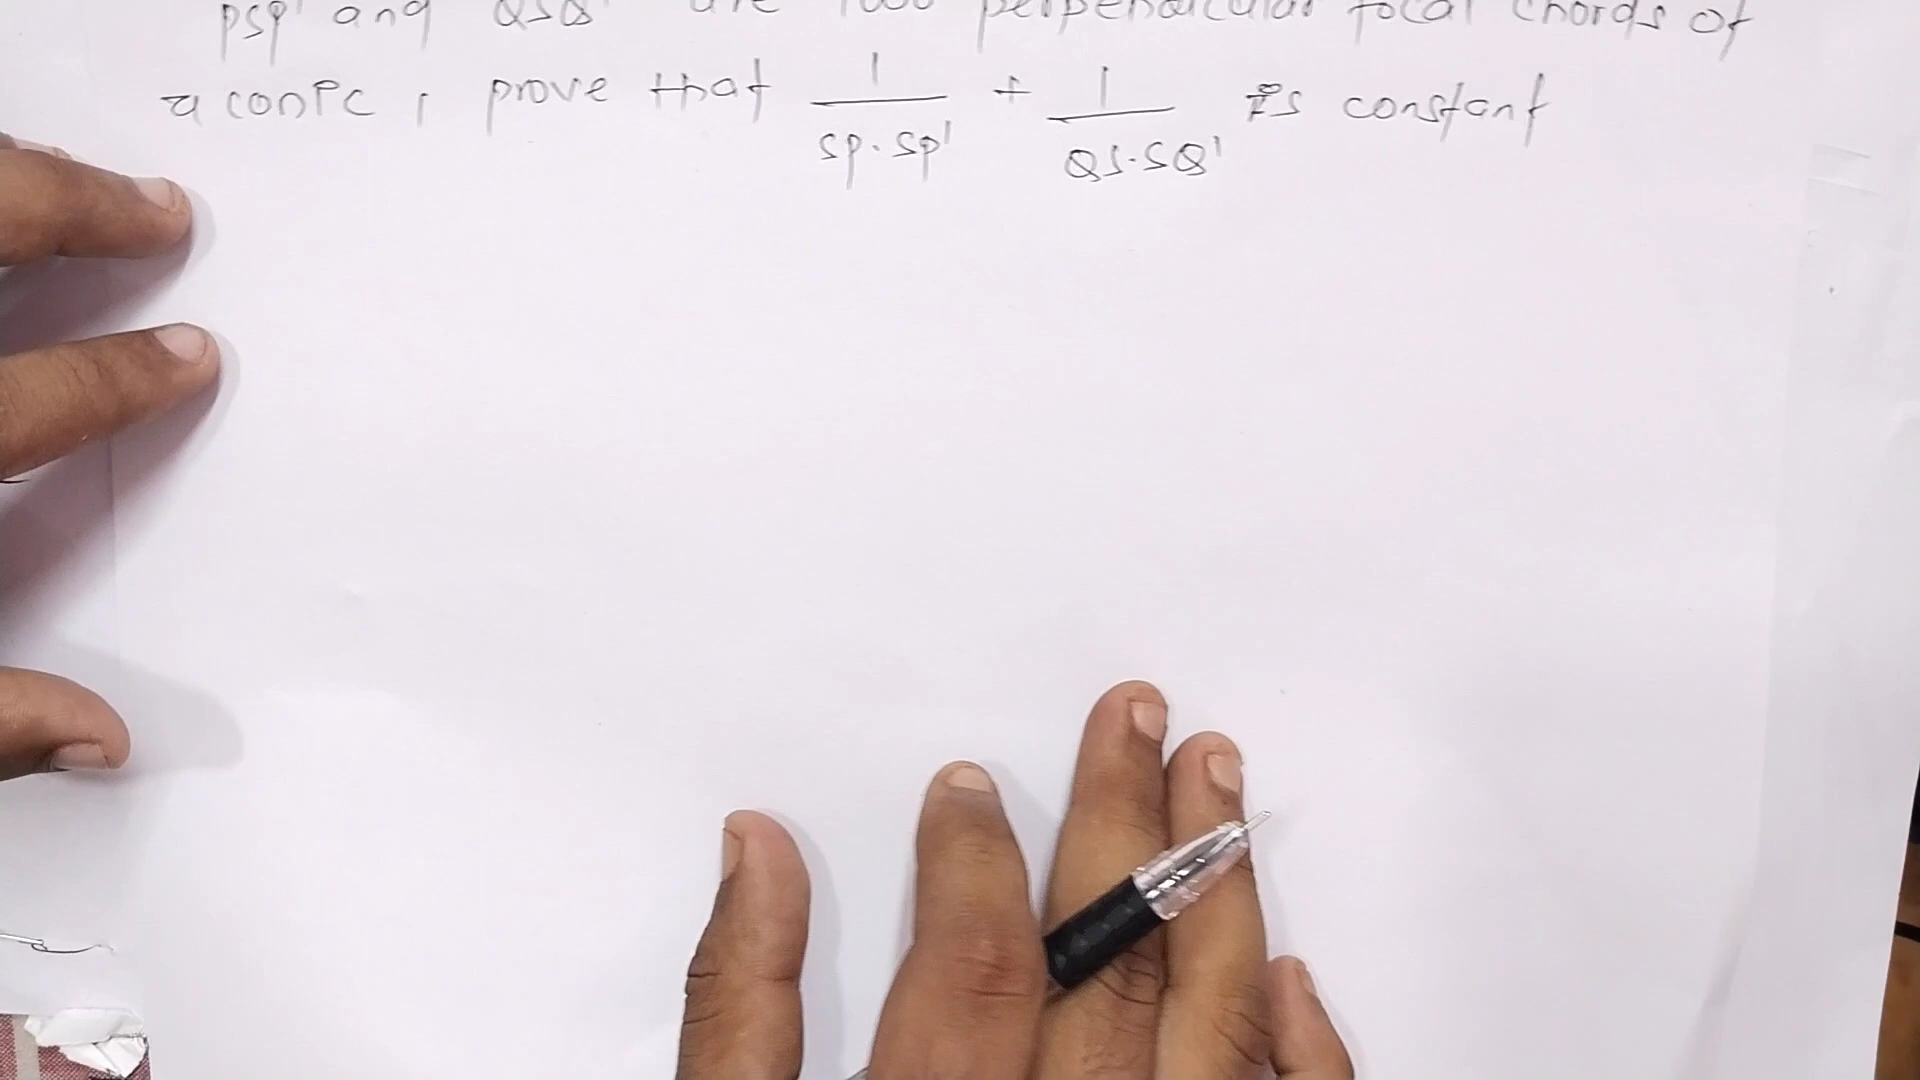 PSP' and QSQ' are two perpendicular focal chords of
a conic, prove that 1/SP.SP' + 1/QS.SQ' is constant